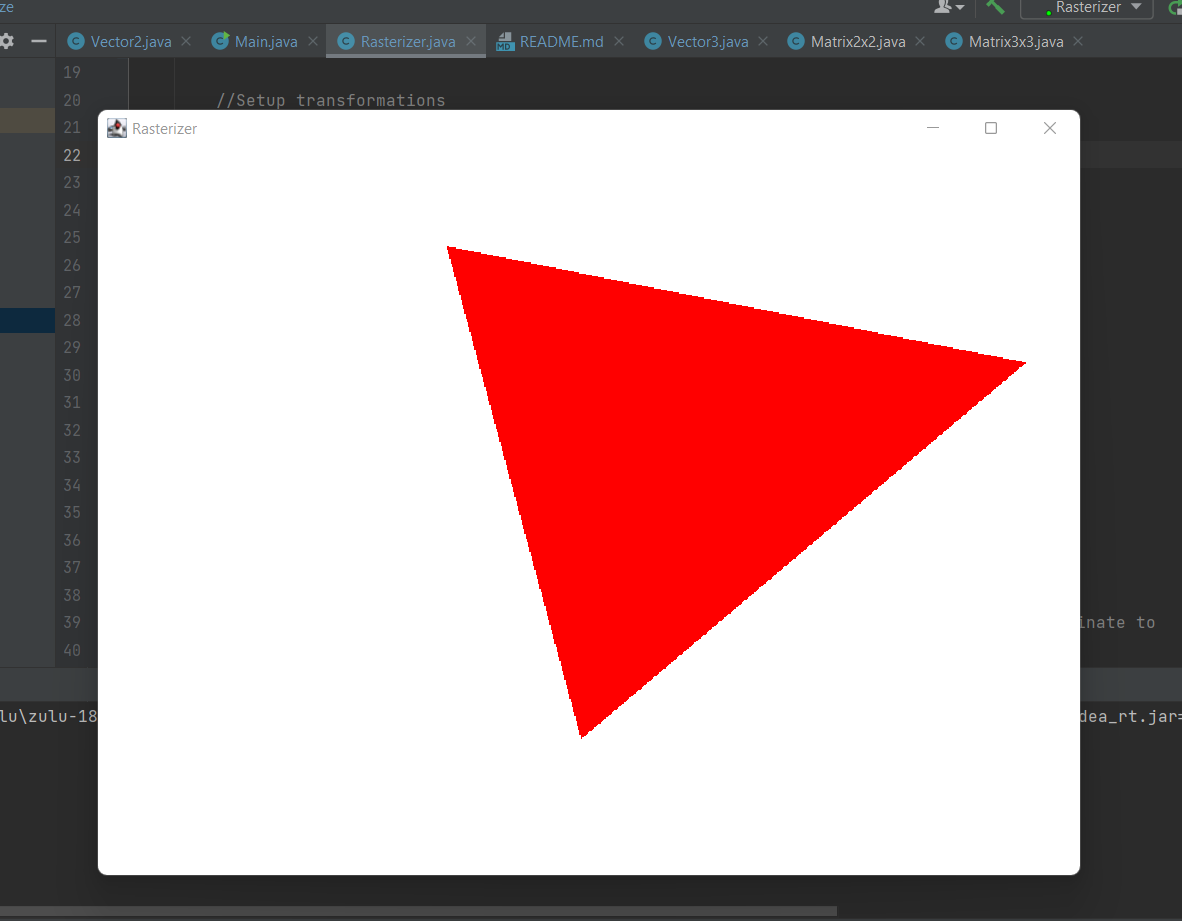 ze
Rasterizer
Vector2.java
Main.java
Rasterizer.java
MD
README.md
Vector3.java
Matrix2x2.java
Matrix3x3.java
19
20 //Setup transformations
21
Rasterizer
22
23
24
25
26
27
28
29
30
31
32
33
34
35
36
37
38
39 inate to
40
lu\zulu-18 dea_rt.jar=